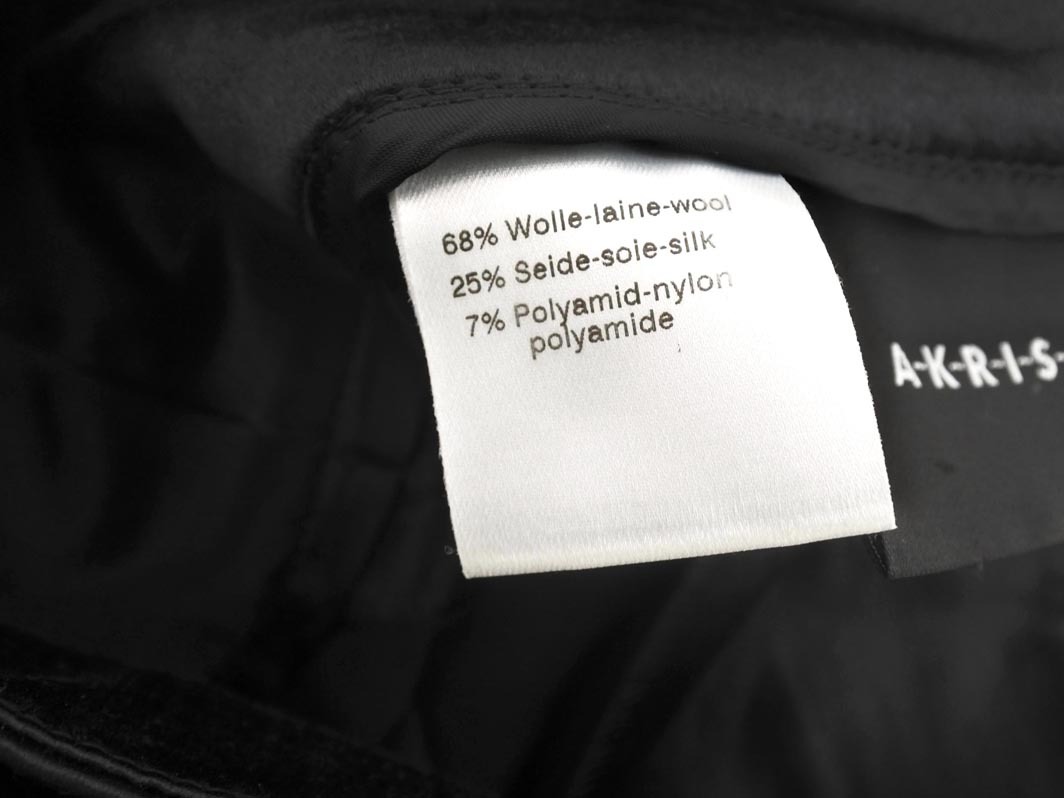 68% Wolle-laine-wool
25% Seide-soie-silk
7% Polyamid-nylon
polyamide
A-K-R-I-S-